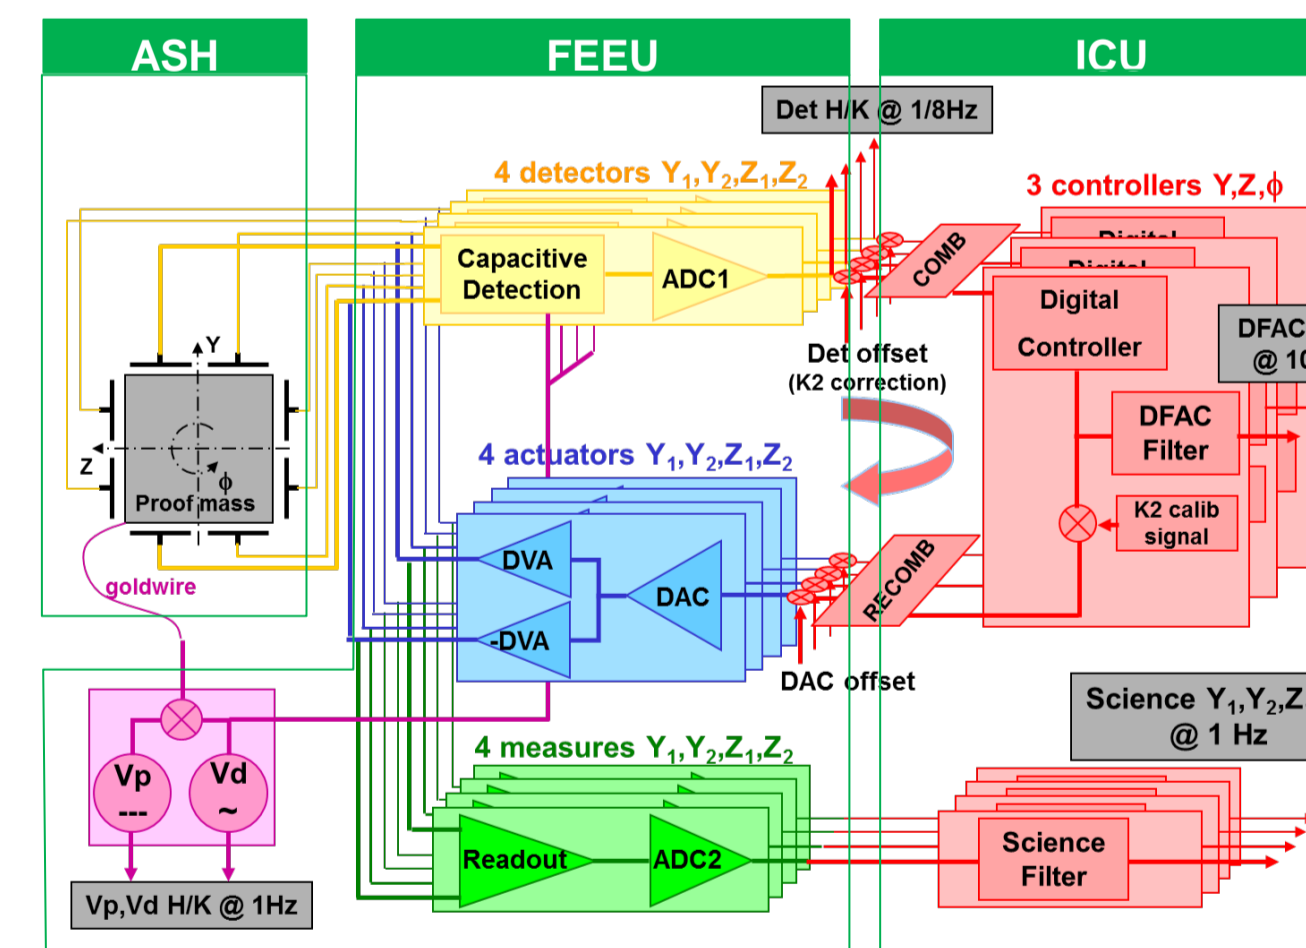 ASH
FEEU
ICU
Det H/K @ 1/8Hz
4 detectors Y1,Y2,Z1,Z2
3 controllers Y,Z,ϕ
Capacitive
Detection
ADC1
COMB
Digital
Digital
Digital
Controller
DFAC
@ 10
Det offset
(K2 correction)
Y
Z
ϕ
Proof mass
DFAC
Filter
4 actuators Y1,Y2,Z1,Z2
K2 calib
signal
DVA
-DVA
DAC
RECOMB
goldwire
DAC offset
Science Y1,Y2,Z
@ 1 Hz
4 measures Y1,Y2,Z1,Z2
Vp
---
Vd
~
Readout
ADC2
Science
Filter
Vp,Vd H/K @ 1Hz